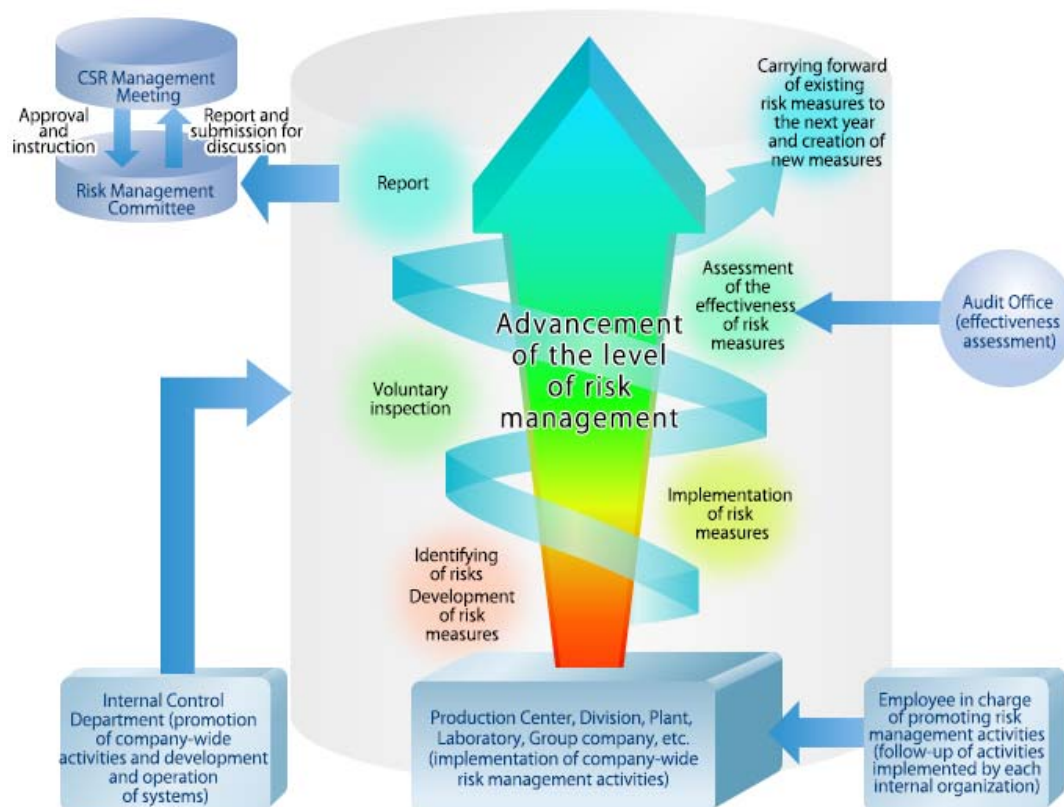 CSR Management
Meeting
Approval
and
instruction
Report and
submission for
discussion
Risk Management
Committee
Report
Carrying forward
of existing
risk measures to
the next year
and creation of
new measures
Assessment
of the
effectiveness
of risk
measures
Audit Office
(effectiveness
assessment)
Advancement
of the level
of risk
management
Voluntary
inspection
Implementation
of risk
measures
Identifying
of risks
Development
of risk
measures
Internal Control
Department (promotion
of company-wide
activities and development
and operation
of systems)
Production Center, Division, Plant,
Laboratory, Group company, etc.
(implementation of company-wide
risk management activities)
Employee in charge
of promoting risk
management activities
(follow-up of activities
implemented by each
internal organization)